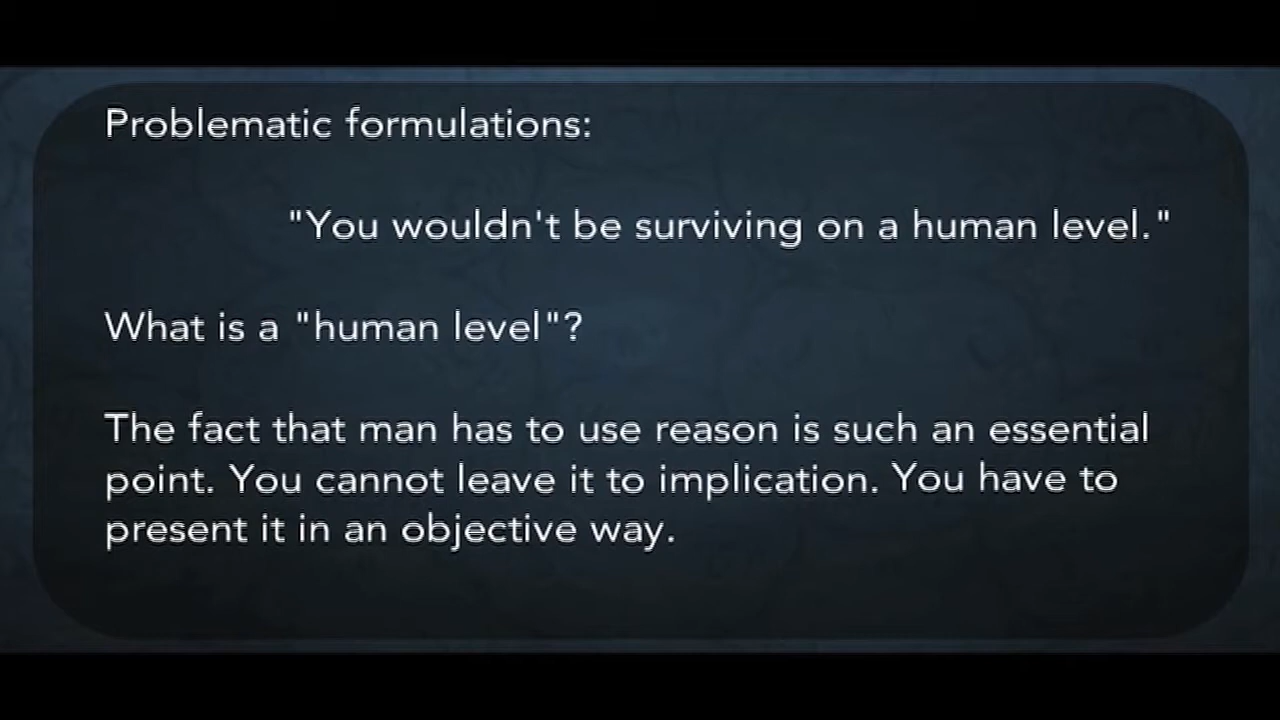 Problematic formulations:
"You wouldn't be surviving on a human level."
What is a "human level"?
The fact that man has to use reason is such an essential
point. You cannot leave it to implication. You have to
present it in an objective way.